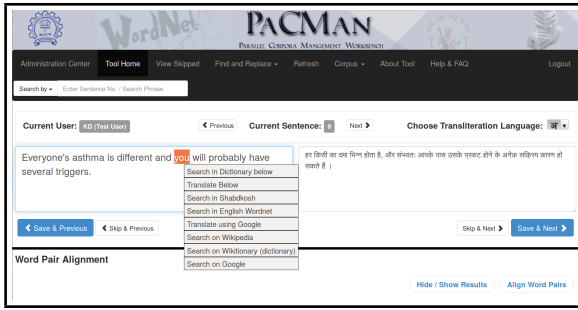 WordNet
PACMAN
PARALLEL CORPORA MANGEMENT WORKBENCH
Administration Center Tool Home View Skipped Find and Replace Refresh Corpus About Tool Help & FAQ Logout
Search by Enter Sentence No. / Search Phrase
Current User: KD (Test User) Previous Current Sentence: 9 Next Choose Transliteration Language: अ
Everyone's asthma is different and you will probably have
several triggers.
हर किसी का दमा भिन्न होता है, और संभवतः आपके पास उसके प्रकट होने के अनेक सक्रिय कारण हो
सकते हैं ।
Search in Dictionary below
Translate Below
Search in Shabdkosh
Search in English Wordnet
Translate using Google
Search on Wikipedia
Search on Wikitionary (dictionary)
Search on Google
Save & Previous Skip & Previous Skip & Next Save & Next
Word Pair Alignment
Hide / Show Results Align Word Pairs